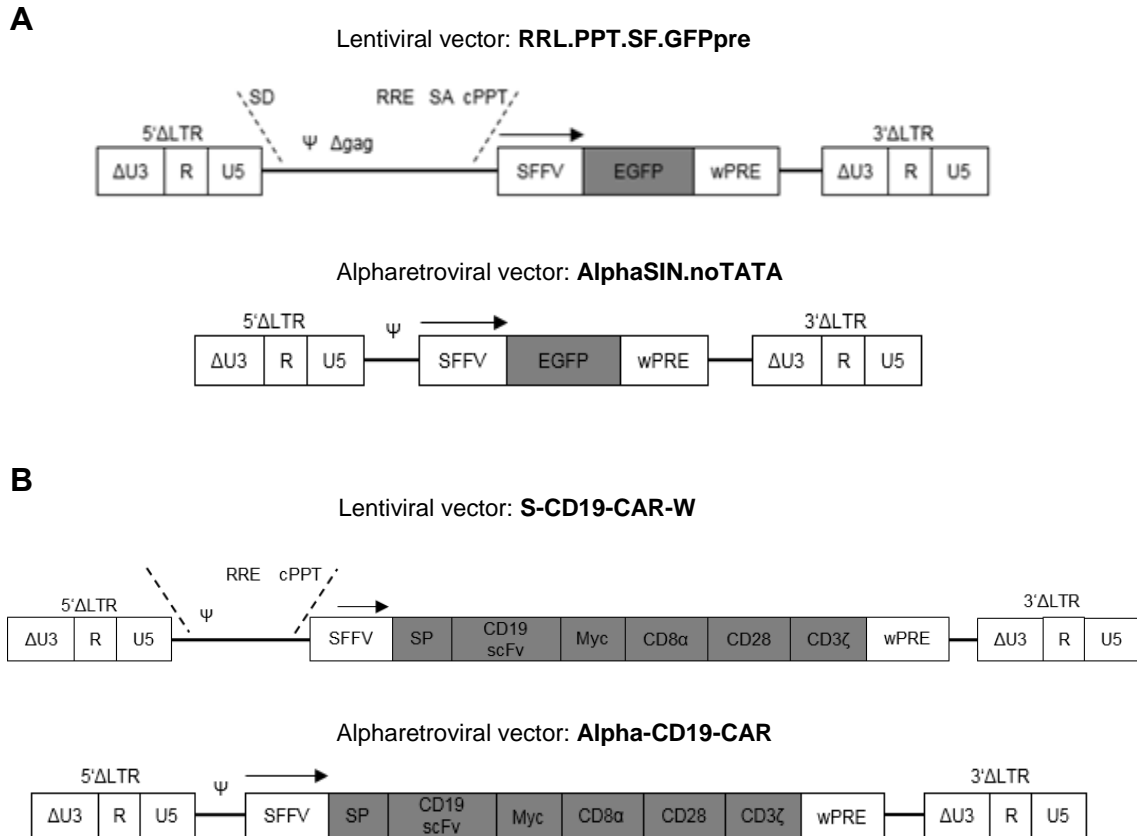 A
Lentiviral vector: RRL.PPT.SF.GFPpre
SD RRE SA cPPT
5'ΔLTR Ψ Δgag 3'ΔLTR
ΔU3 R U5 SFFV EGFP wPRE ΔU3 R U5
Alpharetroviral vector: AlphaSIN.noTATA
5'ΔLTR Ψ 3'ΔLTR
ΔU3 R U5 SFFV EGFP wPRE ΔU3 R U5
B
Lentiviral vector: S-CD19-CAR-W
RRE cPPT
5'ΔLTR Ψ 3'ΔLTR
ΔU3 R U5 SFFV SP CD19 scFv Myc CD8α CD28 CD3ζ wPRE ΔU3 R U5
Alpharetroviral vector: Alpha-CD19-CAR
5'ΔLTR Ψ 3'ΔLTR
ΔU3 R U5 SFFV SP CD19 scFv Myc CD8α CD28 CD3ζ wPRE ΔU3 R U5